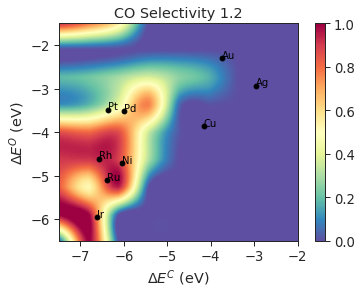 CO Selectivity 1.2
−2
−3
−4
−5
−6
ΔE^O (eV)
Au
Ag
Pt
Pd
Cu
Rh
Ni
Ru
Ir
1.0
0.8
0.6
0.4
0.2
0.0
−7 −6 −5 −4 −3 −2
ΔE^C (eV)